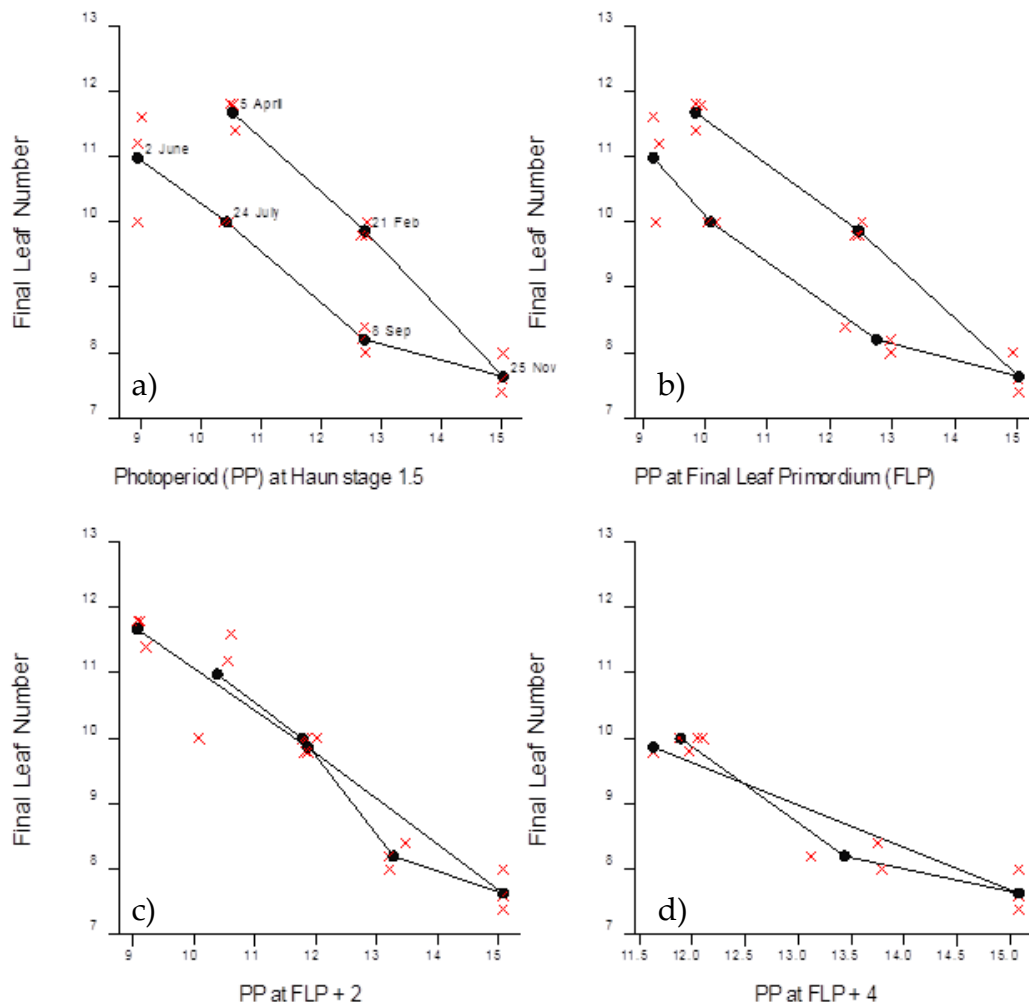 13
12
11
10
9
8
7
Final Leaf Number
5 April
2 June
24 July
21 Feb
8 Sep
25 Nov
a)
9 10 11 12 13 14 15
Photoperiod (PP) at Haun stage 1.5
13
12
11
10
9
8
7
Final Leaf Number
b)
9 10 11 12 13 14 15
PP at Final Leaf Primordium (FLP)
13
12
11
10
9
8
7
Final Leaf Number
c)
9 10 11 12 13 14 15
PP at FLP + 2
13
12
11
10
9
8
7
Final Leaf Number
d)
11.5 12.0 12.5 13.0 13.5 14.0 14.5 15.0
PP at FLP + 4